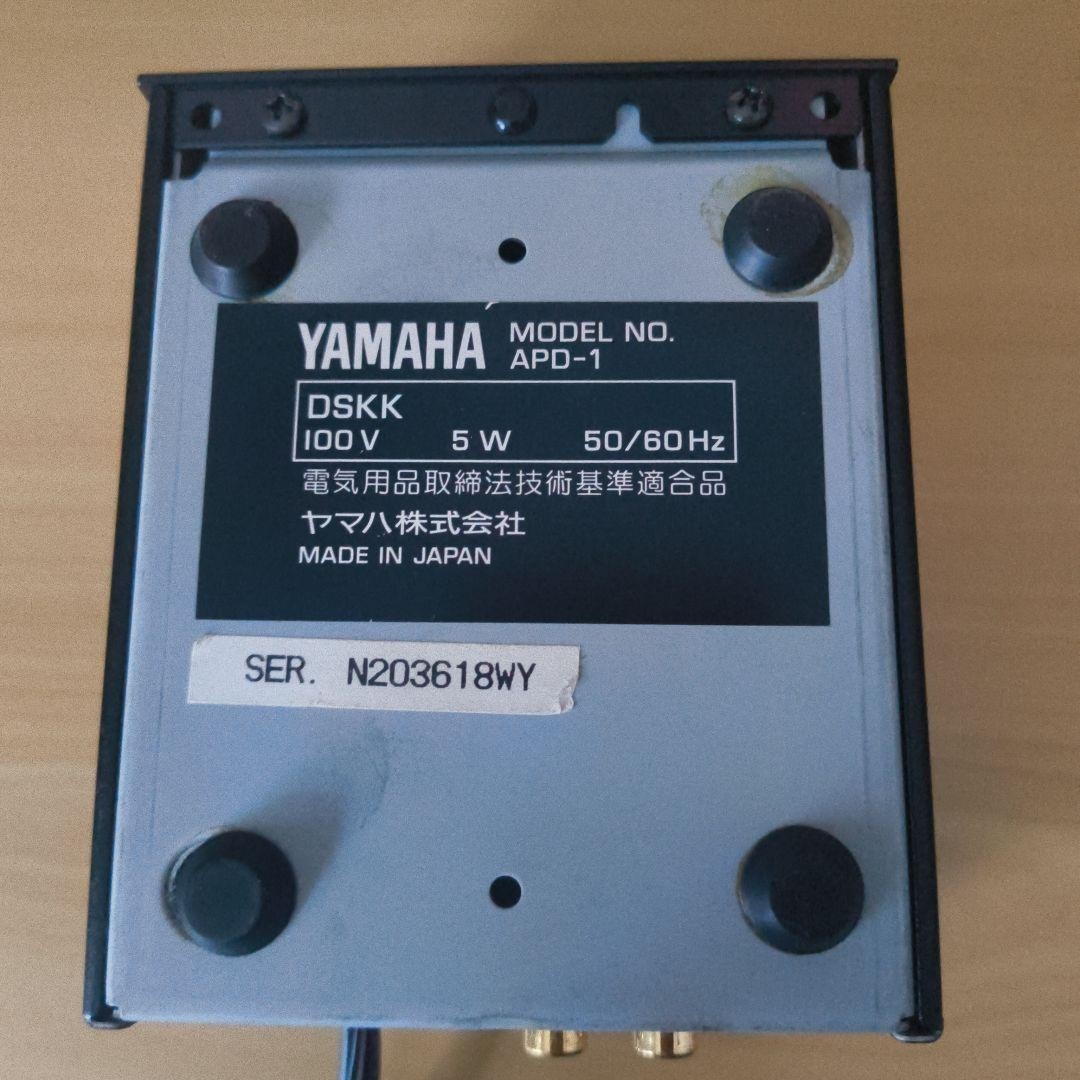 YAMAHA MODEL NO.
APD-1
DSKK
100V 5W 50/60Hz
電気用品取締法技術基準適合品
ヤマハ株式会社
MADE IN JAPAN
SER. N203618WY